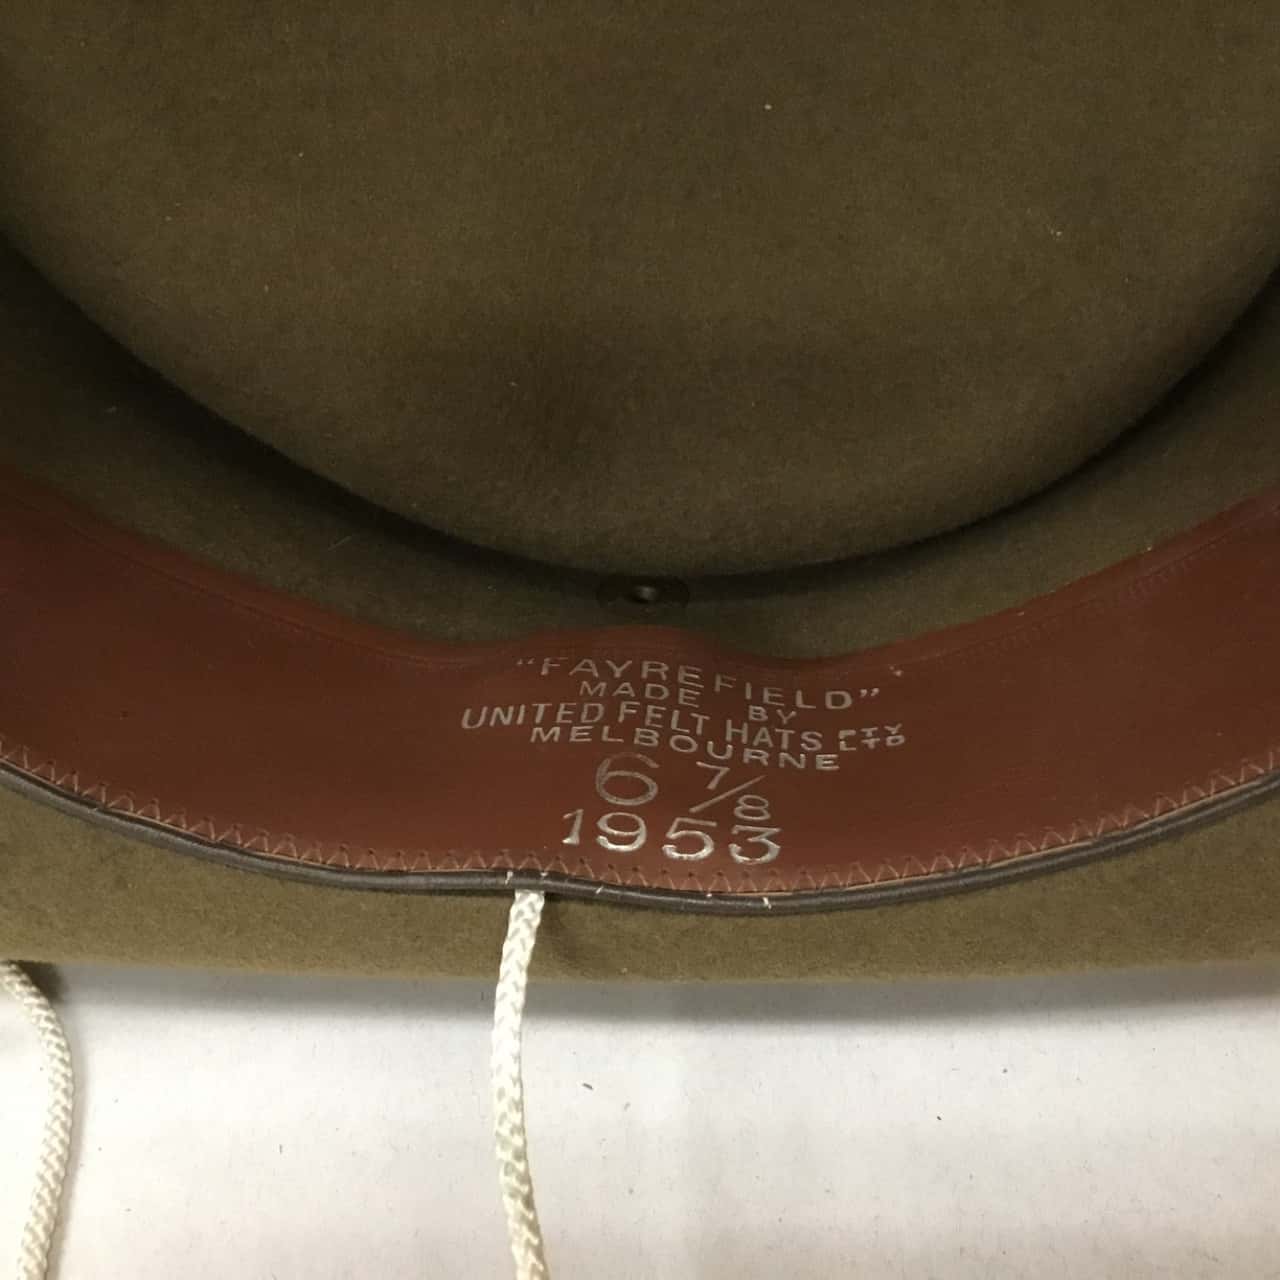 "FAYREFIELD"
MADE BY
UNITED FELT HATS PTY LTD
MELBOURNE
6 7/8
1953